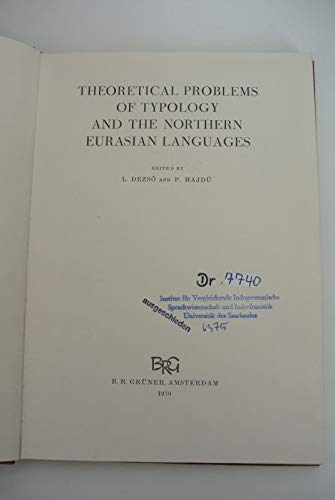 THEORETICAL PROBLEMS
OF TYPOLOGY
AND THE NORTHERN
EURASIAN LANGUAGES
EDITED BY
L. DEZSŐ AND P. HAJDÚ
Dr 7740
Institut für Vergleichende Indogermanische
Sprachwissenschaft und Indo-Iranistik
Universität des Saarlandes
ausgeschieden
6375
BRG
B. R. GRÜNER, AMSTERDAM
1970